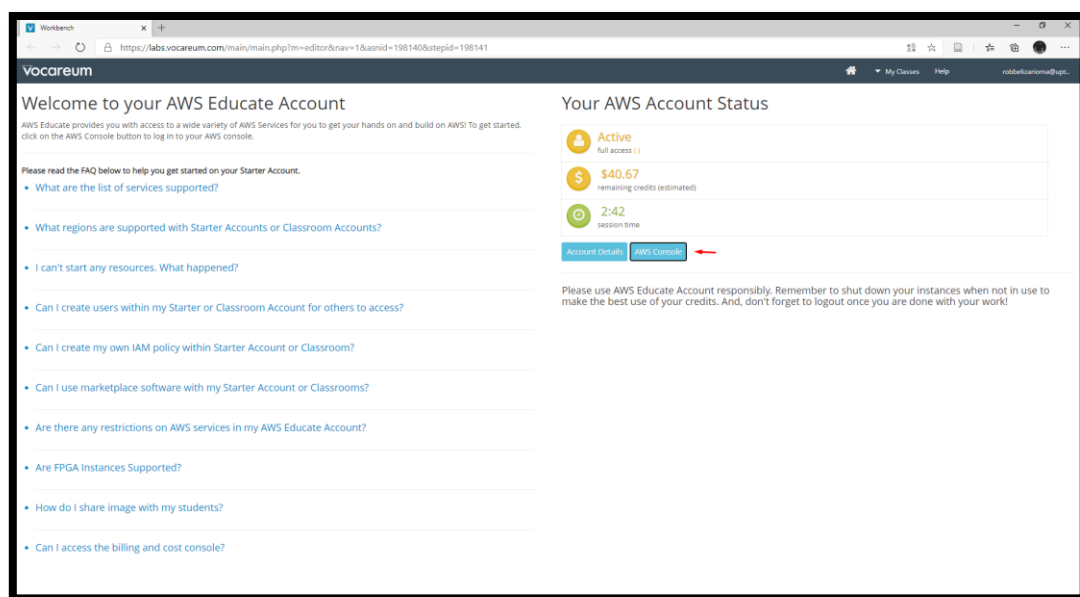 Workbench
https://labs.vocareum.com/main/main.php?m=editor&nav=1&asnid=198140&stepid=198141
vocareum
My Classes Help robbelizarioma@upt..
Welcome to your AWS Educate Account
AWS Educate provides you with access to a wide variety of AWS Services for you to get your hands on and build on AWS! To get started,
click on the AWS Console button to log in to your AWS console.
Please read the FAQ below to help you get started on your Starter Account.
• What are the list of services supported?
• What regions are supported with Starter Accounts or Classroom Accounts?
• I can't start any resources. What happened?
• Can I create users within my Starter or Classroom Account for others to access?
• Can I create my own IAM policy within Starter Account or Classroom?
• Can I use marketplace software with my Starter Account or Classrooms?
• Are there any restrictions on AWS services in my AWS Educate Account?
• Are FPGA Instances Supported?
• How do I share image with my students?
• Can I access the billing and cost console?
Your AWS Account Status
Active
full access ( )
$40.67
remaining credits (estimated)
2:42
session time
Account Details AWS Console
Please use AWS Educate Account responsibly. Remember to shut down your instances when not in use to
make the best use of your credits. And, don't forget to logout once you are done with your work!